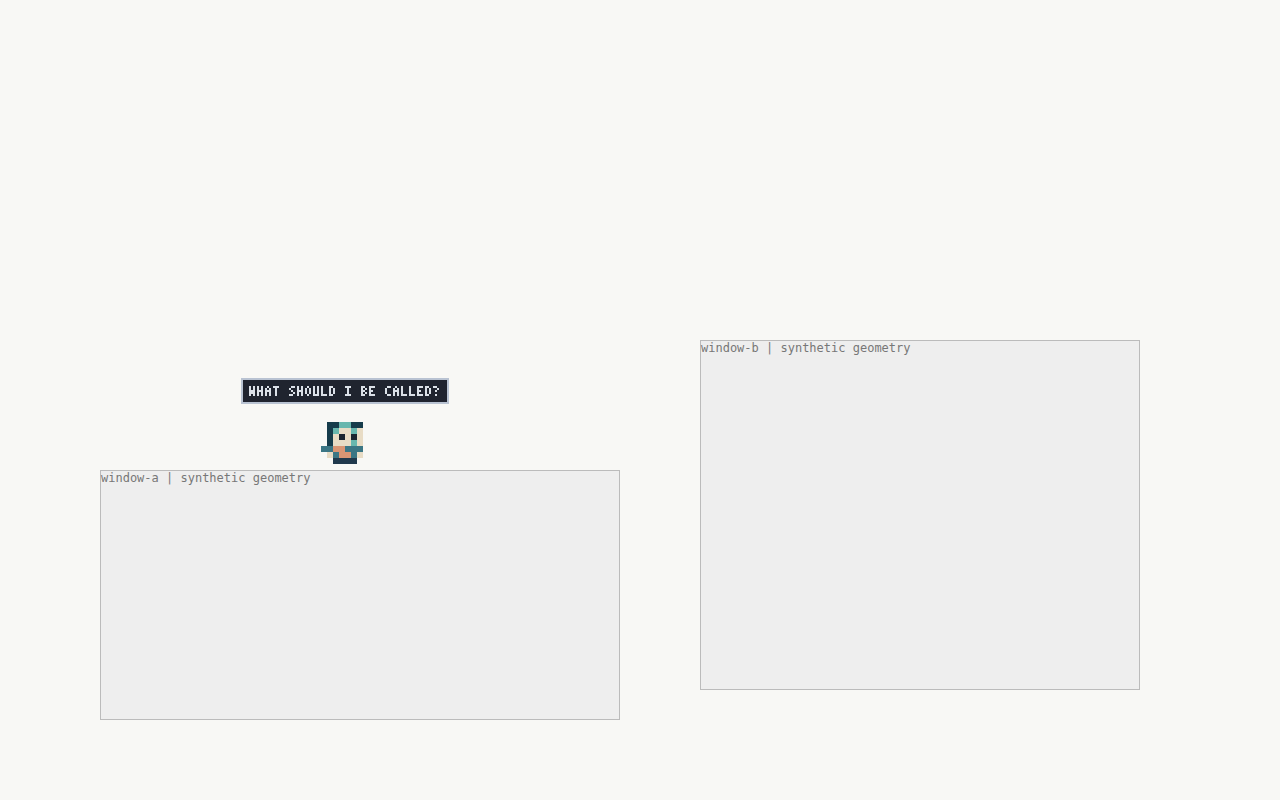 WHAT SHOULD I BE CALLED?
window-a | synthetic geometry
window-b | synthetic geometry